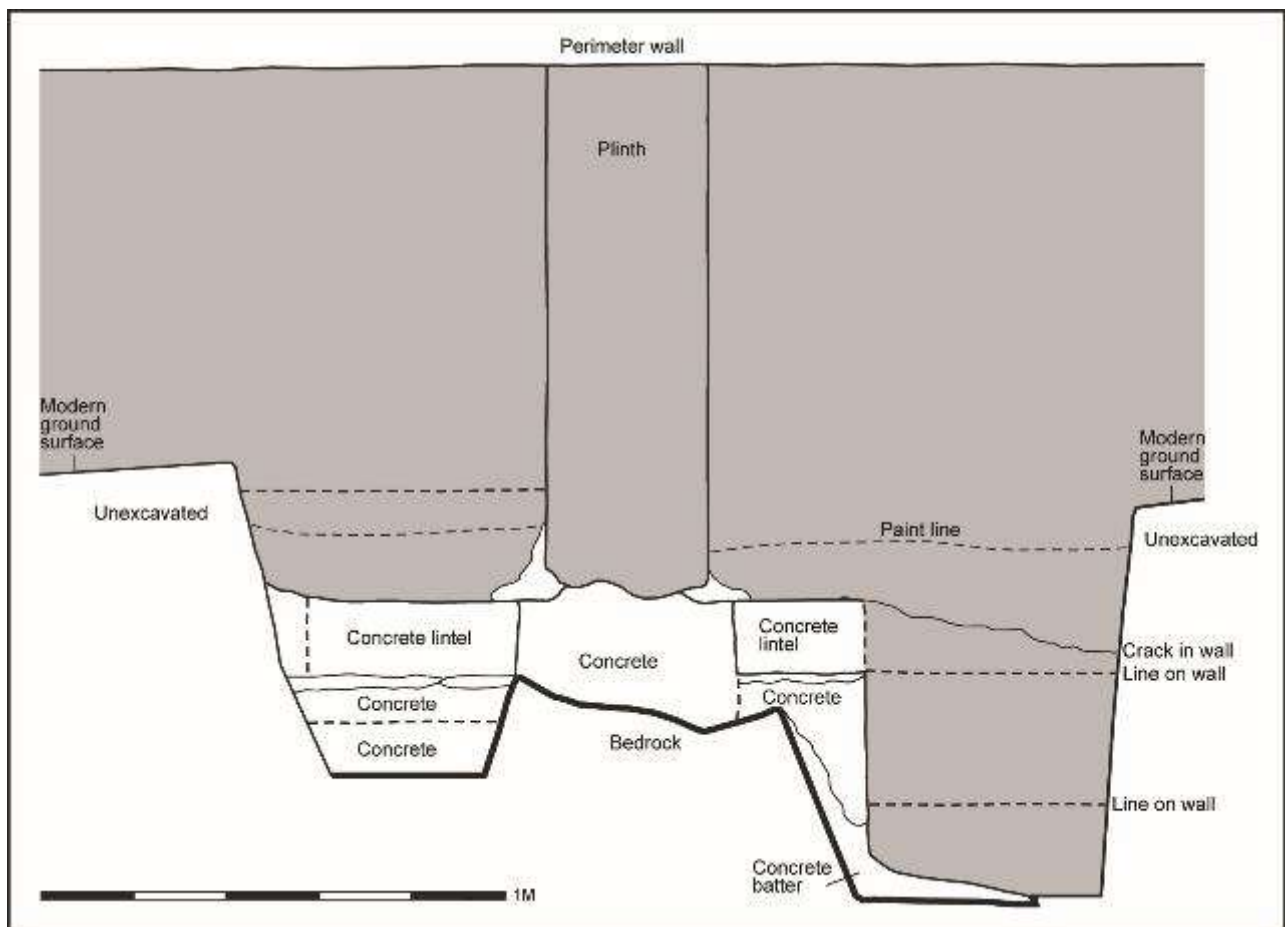 Perimeter wall
Plinth
Modern
ground
surface
Modern
ground
surface
Unexcavated
Paint line
Unexcavated
Concrete lintel
Concrete
lintel
Concrete
Crack in wall
Line on wall
Concrete
Concrete
Concrete
Bedrock
Line on wall
Concrete
batter
1M